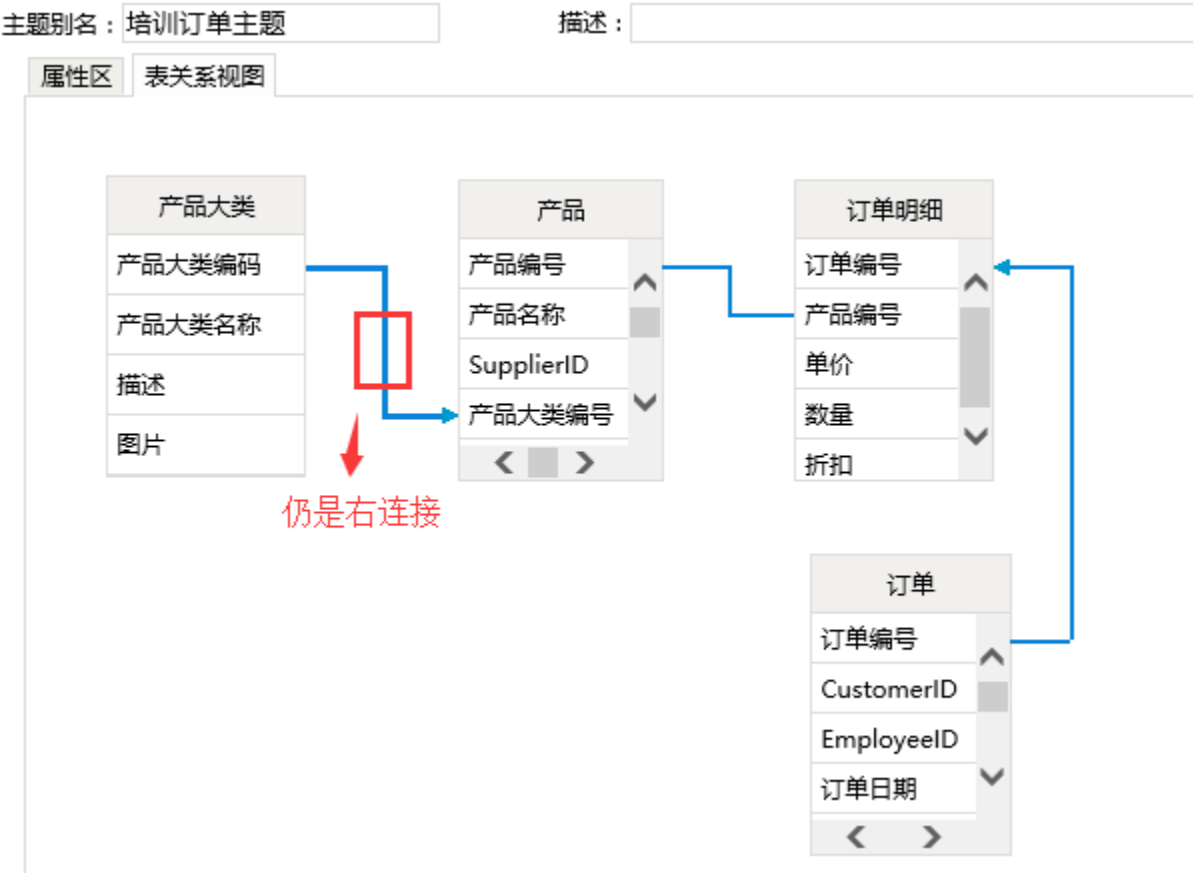 主题别名：培训订单主题 描述：
属性区 表关系视图
产品大类
产品大类编码
产品大类名称
描述
图片
产品
产品编号
产品名称
SupplierID
产品大类编号
订单明细
订单编号
产品编号
单价
数量
折扣
仍是右连接
订单
订单编号
CustomerID
EmployeeID
订单日期